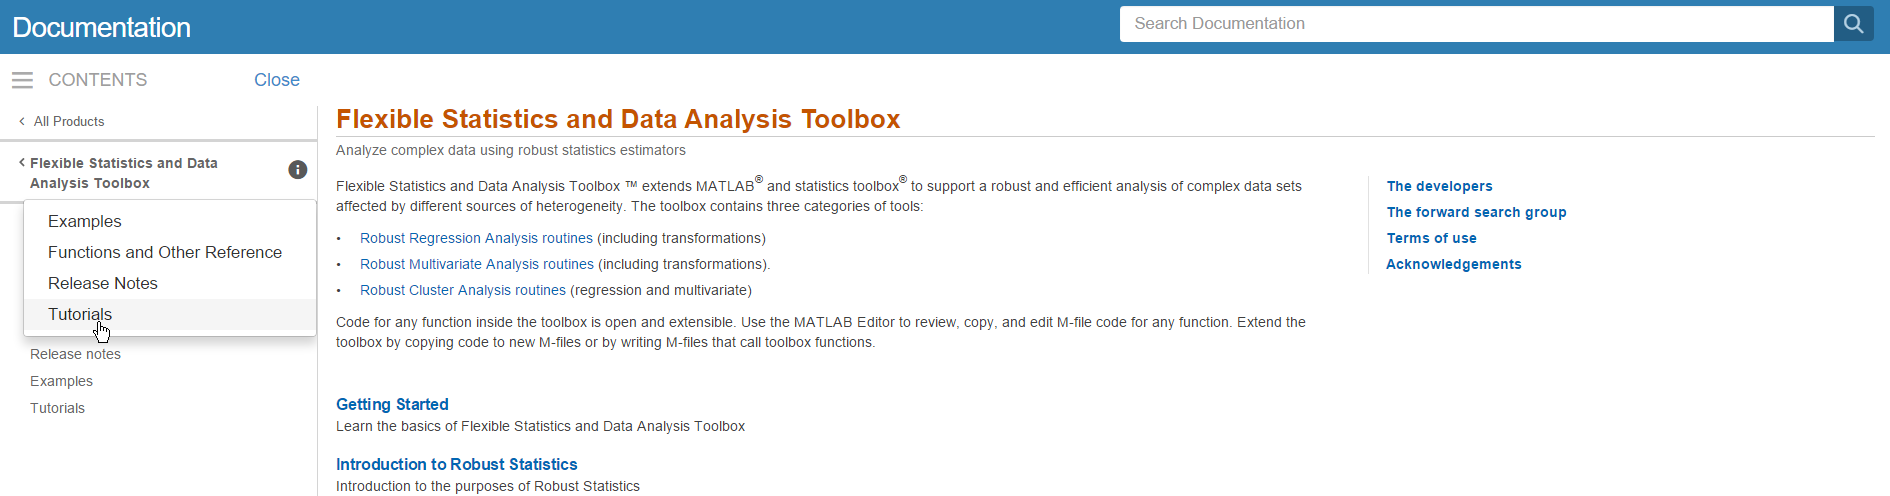 Documentation
Search Documentation
CONTENTS
Close
All Products
Flexible Statistics and Data
Analysis Toolbox
Examples
Functions and Other Reference
Release Notes
Tutorials
Release notes
Examples
Tutorials
Flexible Statistics and Data Analysis Toolbox
Analyze complex data using robust statistics estimators
Flexible Statistics and Data Analysis Toolbox ™ extends MATLAB® and statistics toolbox® to support a robust and efficient analysis of complex data sets
affected by different sources of heterogeneity. The toolbox contains three categories of tools:
• Robust Regression Analysis routines (including transformations)
• Robust Multivariate Analysis routines (including transformations).
• Robust Cluster Analysis routines (regression and multivariate)
Code for any function inside the toolbox is open and extensible. Use the MATLAB Editor to review, copy, and edit M-file code for any function. Extend the
toolbox by copying code to new M-files or by writing M-files that call toolbox functions.
Getting Started
Learn the basics of Flexible Statistics and Data Analysis Toolbox
Introduction to Robust Statistics
Introduction to the purposes of Robust Statistics
The developers
The forward search group
Terms of use
Acknowledgements